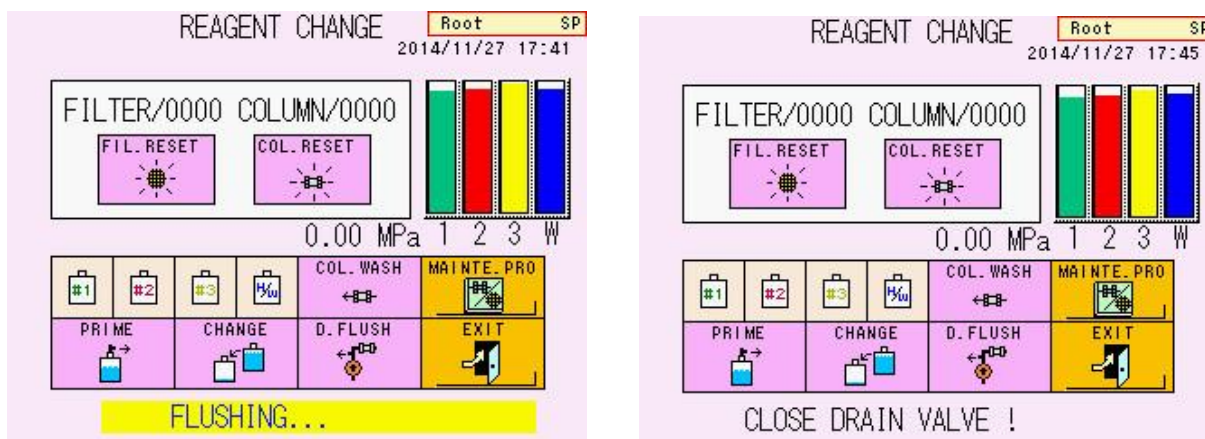 REAGENT CHANGE
Root SP
2014/11/27 17:41
FILTER/0000 COLUMN/0000
FIL.RESET
COL.RESET
0.00 MPa
1 2 3 W
#1
#2
#3
H/W
COL.WASH
MAINTE.PRO
PRIME
CHANGE
D.FLUSH
EXIT
FLUSHING...
REAGENT CHANGE
Root SP
2014/11/27 17:45
FILTER/0000 COLUMN/0000
FIL.RESET
COL.RESET
0.00 MPa
1 2 3 W
#1
#2
#3
H/W
COL.WASH
MAINTE.PRO
PRIME
CHANGE
D.FLUSH
EXIT
CLOSE DRAIN VALVE !